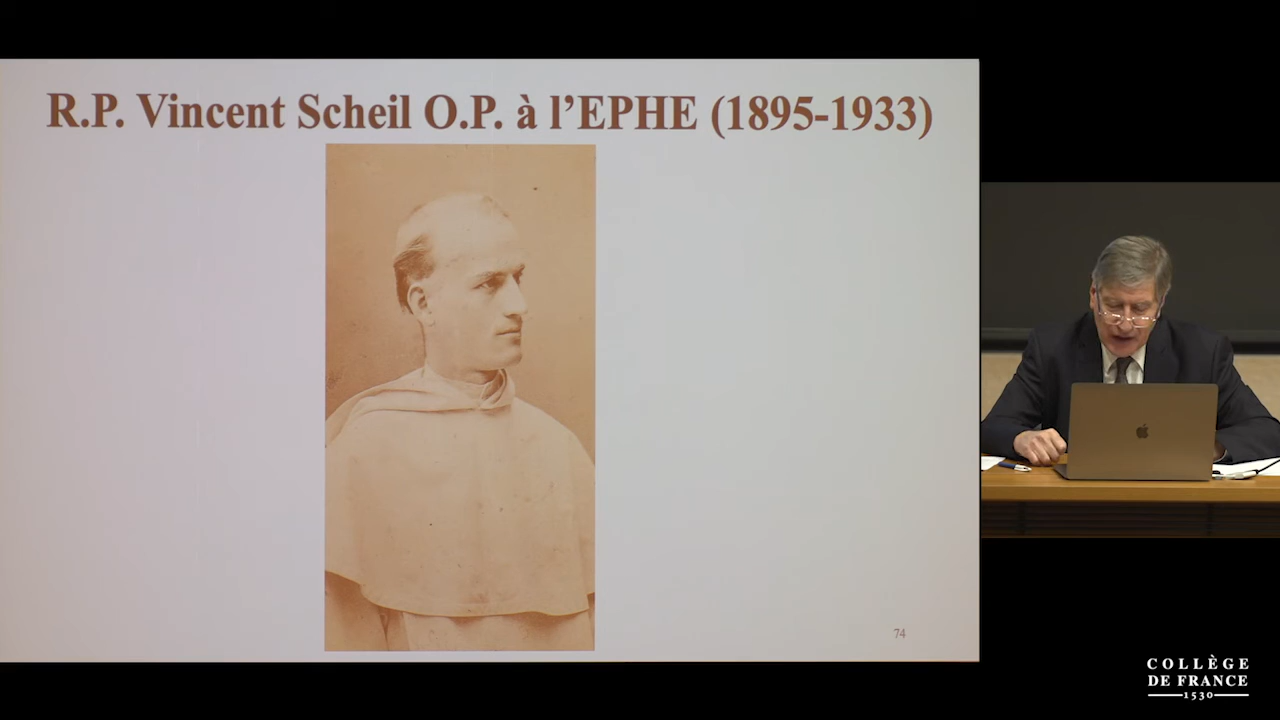 R.P. Vincent Scheil O.P. à l’EPHE (1895-1933)
74
COLLÈGE
DE FRANCE
1530